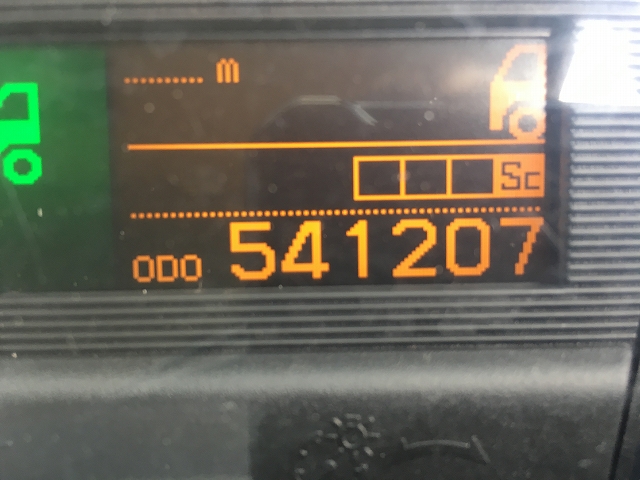 ......... m
Sc
ODO 541207